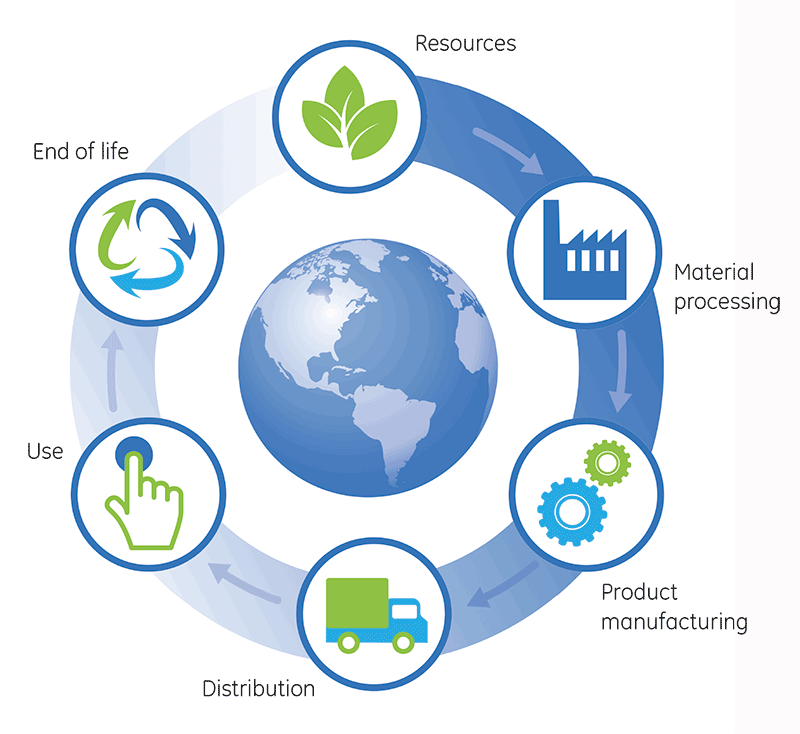 Resources
End of life
Material
processing
Use
Product
manufacturing
Distribution